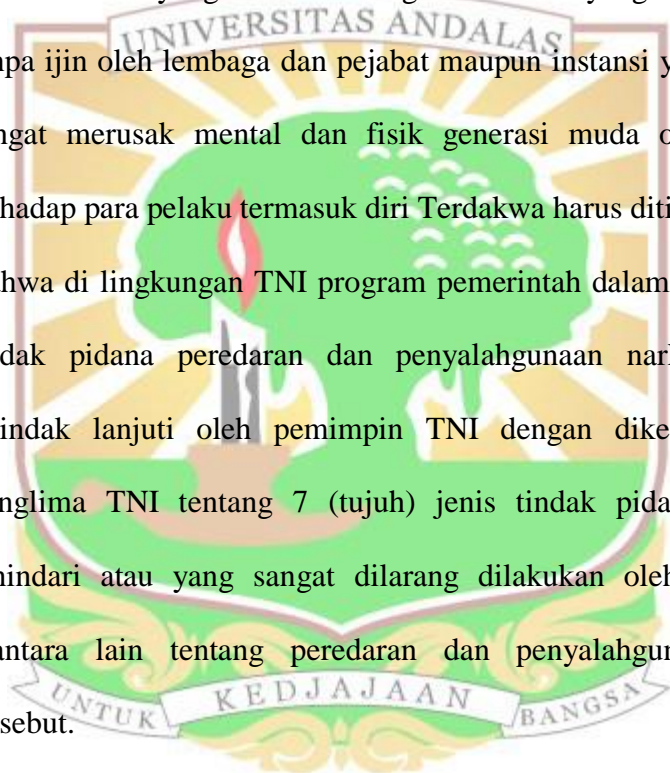 UNIVERSITAS ANDALAS
npa ijin oleh lembaga dan pejabat maupun instansi y
ngat merusak mental dan fisik generasi muda o
hadap para pelaku termasuk diri Terdakwa harus diti
ahwa di lingkungan TNI program pemerintah dalam
dak pidana peredaran dan penyalahgunaan nar
indak lanjuti oleh pemimpin TNI dengan dike
nglima TNI tentang 7 (tujuh) jenis tindak pida
hindari atau yang sangat dilarang dilakukan oleh
antara lain tentang peredaran dan penyalahgun
sebut.
UNTUK KEDJAJAAN BANGSA